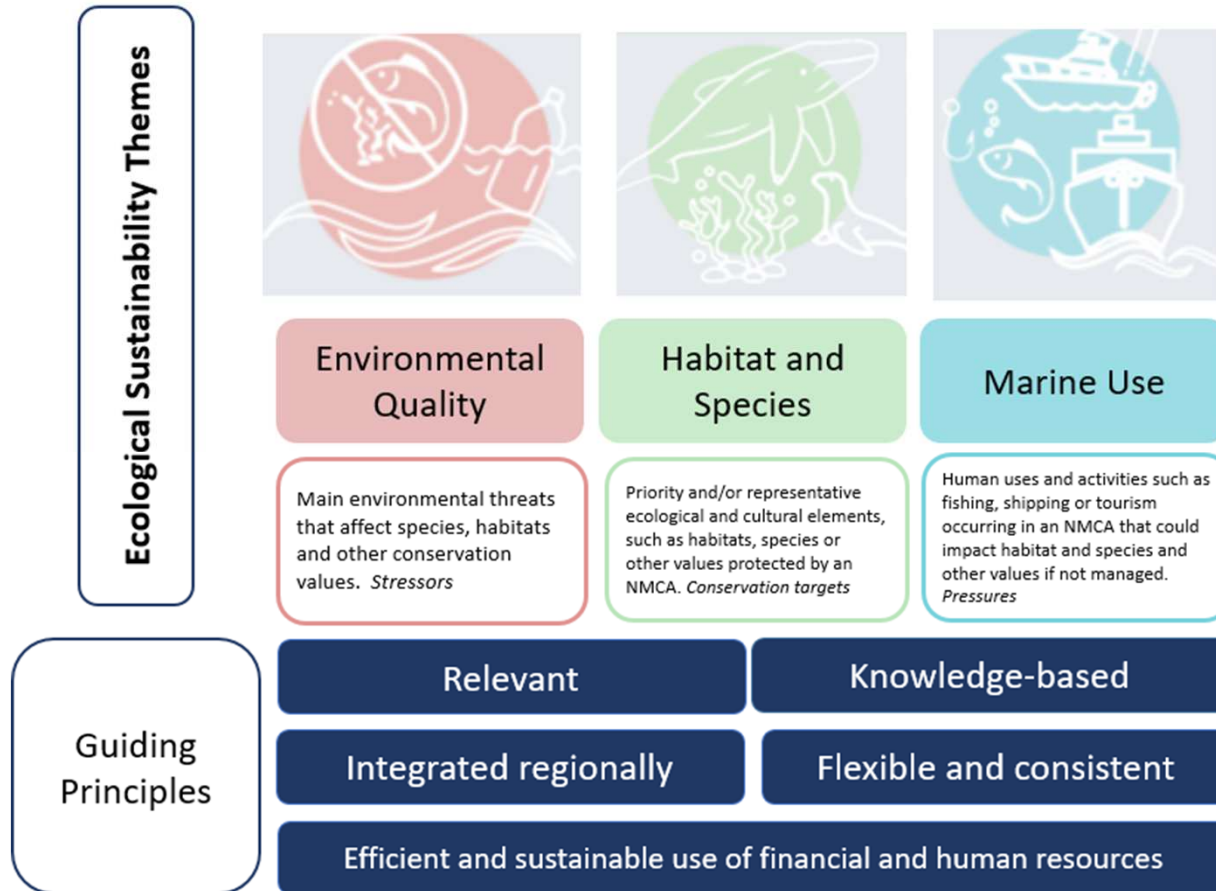 Ecological Sustainability Themes
Environmental
Quality
Habitat and
Species
Marine Use
Main environmental threats
that affect species, habitats
and other conservation
values. Stressors
Priority and/or representative
ecological and cultural elements,
such as habitats, species or
other values protected by an
NMCA. Conservation targets
Human uses and activities such as
fishing, shipping or tourism
occurring in an NMCA that could
impact habitat and species and
other values if not managed.
Pressures
Guiding
Principles
Relevant
Knowledge-based
Integrated regionally
Flexible and consistent
Efficient and sustainable use of financial and human resources